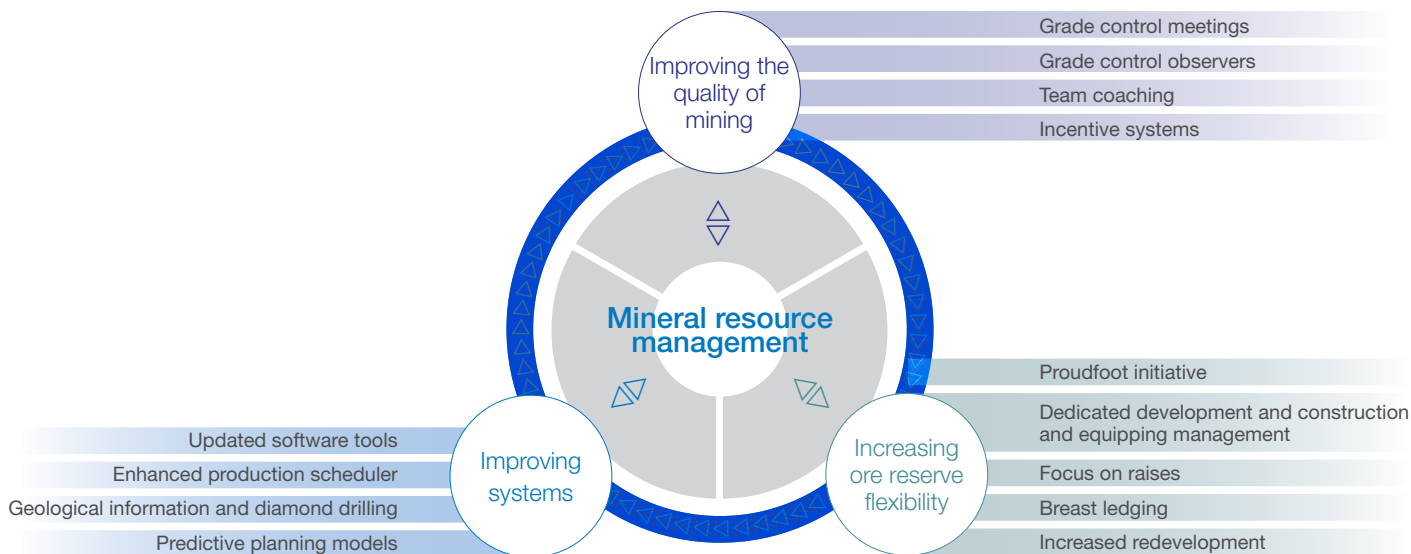 Improving the
quality of
mining
Grade control meetings
Grade control observers
Team coaching
Incentive systems
Mineral resource
management
Improving
systems
Updated software tools
Enhanced production scheduler
Geological information and diamond drilling
Predictive planning models
Increasing
ore reserve
flexibility
Proudfoot initiative
Dedicated development and construction
and equipping management
Focus on raises
Breast ledging
Increased redevelopment